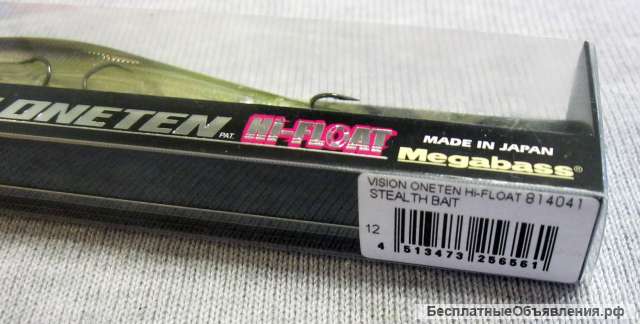 ONETEN PAT. Hi-FLOAT
MADE IN JAPAN
Megabass®
VISION ONETEN Hi-FLOAT 814041
STEALTH BAIT
12
4 513473 256561
БесплатныеОбъявления.рф